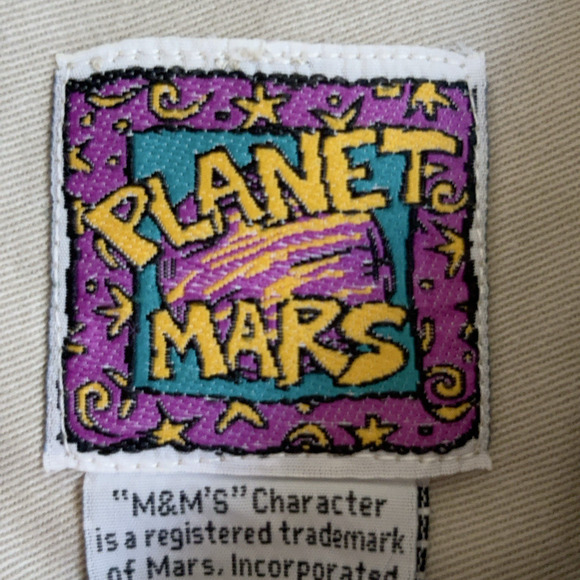 PLANET
MARS
"M&M'S" Character
is a registered trademark
of Mars, Incorporated